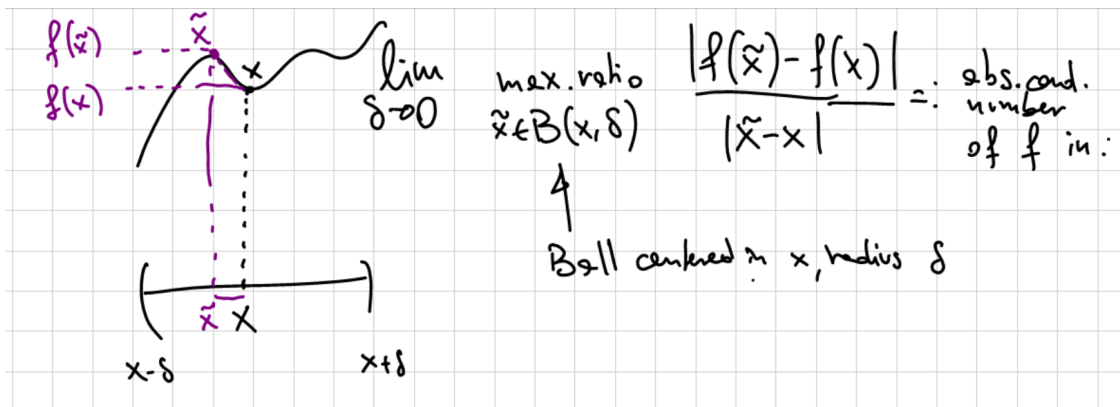 f(x̃)
f(x)
x̃
x
lim
δ→0
max. ratio
x̃∈B(x, δ)
|f(x̃)-f(x)|
|x̃-x|
=: abs. cond.
number
of f in:
Ball centered in x, radius δ
x̃ x
x-δ
x+δ